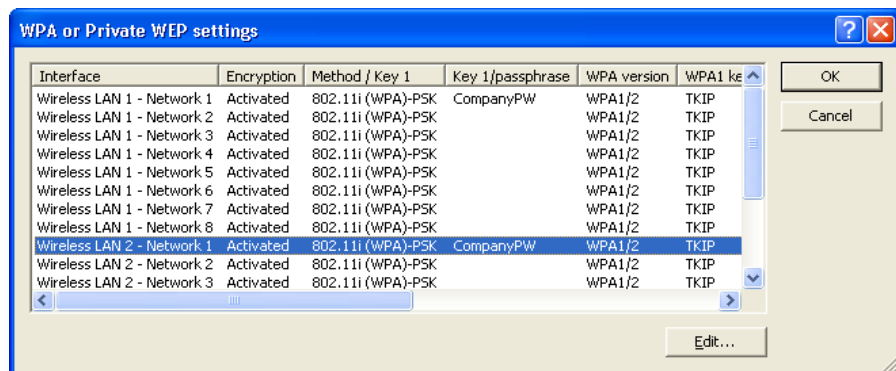 WPA or Private WEP settings
Interface Encryption Method / Key 1 Key 1/passphrase WPA version WPA1 ke
Wireless LAN 1 - Network 1 Activated 802.11i (WPA)-PSK CompanyPW WPA1/2 TKIP
Wireless LAN 1 - Network 2 Activated 802.11i (WPA)-PSK WPA1/2 TKIP
Wireless LAN 1 - Network 3 Activated 802.11i (WPA)-PSK WPA1/2 TKIP
Wireless LAN 1 - Network 4 Activated 802.11i (WPA)-PSK WPA1/2 TKIP
Wireless LAN 1 - Network 5 Activated 802.11i (WPA)-PSK WPA1/2 TKIP
Wireless LAN 1 - Network 6 Activated 802.11i (WPA)-PSK WPA1/2 TKIP
Wireless LAN 1 - Network 7 Activated 802.11i (WPA)-PSK WPA1/2 TKIP
Wireless LAN 1 - Network 8 Activated 802.11i (WPA)-PSK WPA1/2 TKIP
Wireless LAN 2 - Network 1 Activated 802.11i (WPA)-PSK CompanyPW WPA1/2 TKIP
Wireless LAN 2 - Network 2 Activated 802.11i (WPA)-PSK WPA1/2 TKIP
Wireless LAN 2 - Network 3 Activated 802.11i (WPA)-PSK WPA1/2 TKIP
OK
Cancel
Edit...